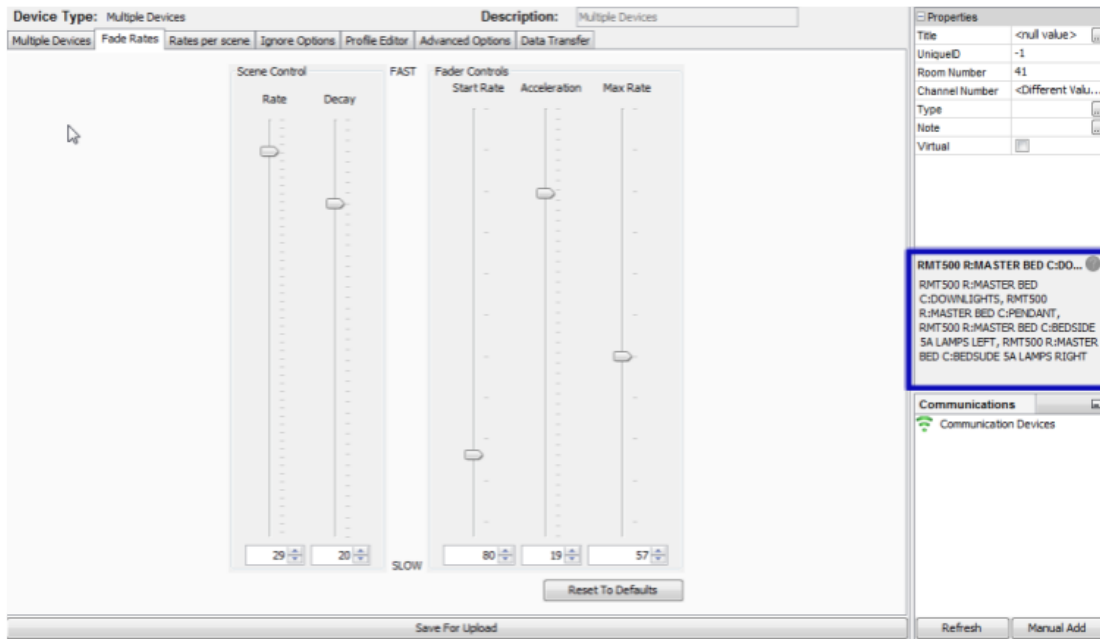 Device Type: Multiple Devices Description: Multiple Devices
Multiple Devices Fade Rates Rates per scene Ignore Options Profile Editor Advanced Options Data Transfer
Scene Control FAST Fader Controls
Rate Decay Start Rate Acceleration Max Rate
29 20 80 19 57
SLOW
Reset To Defaults
Save For Upload
Properties
Title <null value> ...
UniqueID -1
Room Number 41
Channel Number <Different Valu...
Type ...
Note ...
Virtual
RMT500 R:MASTER BED C:DO... ?
RMT500 R:MASTER BED
C:DOWNLIGHTS, RMT500
R:MASTER BED C:PENDANT,
RMT500 R:MASTER BED C:BEDSIDE
5A LAMPS LEFT, RMT500 R:MASTER
BED C:BEDSUDE 5A LAMPS RIGHT
Communications
Communication Devices
Refresh Manual Add